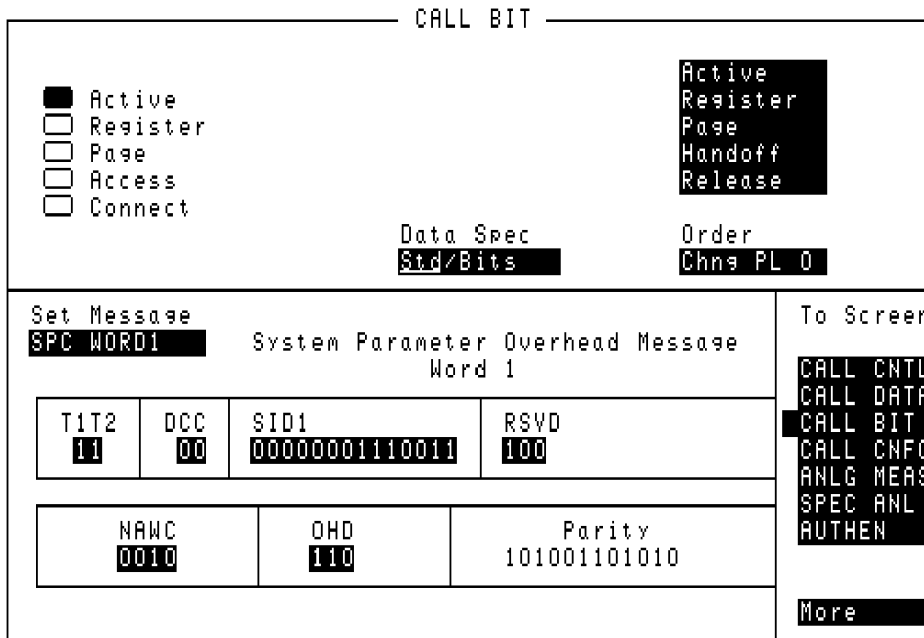 CALL BIT
Active
Register
Page
Access
Connect
Active
Register
Page
Handoff
Release
Data Spec
Std/Bits
Order
Chng PL 0
Set Message
SPC WORD1
System Parameter Overhead Message
Word 1
T1T2
11
DCC
00
SID1
00000001110011
RSVD
100
NAWC
0010
OHD
110
Parity
101001101010
To Screen
CALL CNTL
CALL DATA
CALL BIT
CALL CNFG
ANLG MEAS
SPEC ANL
AUTHEN
More